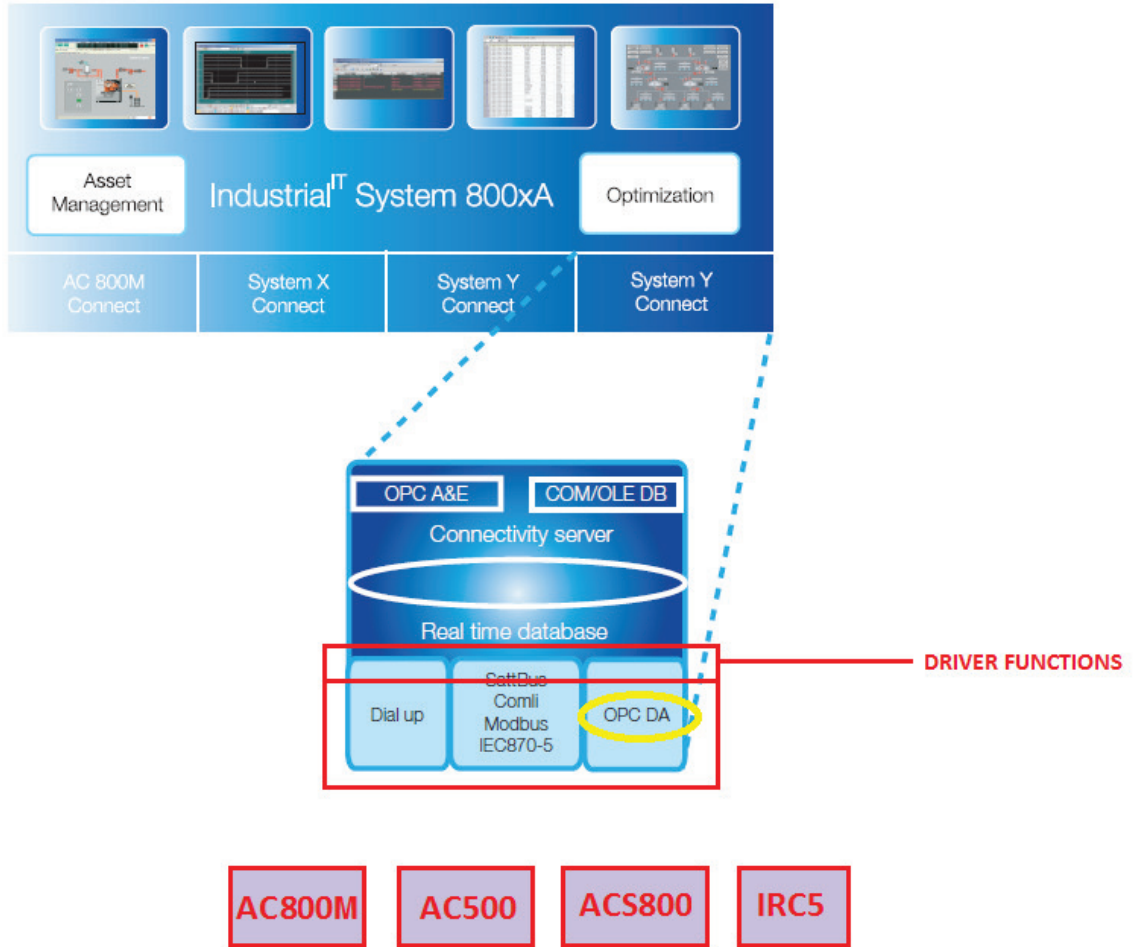 Asset
Management
Industrial^IT System 800xA
Optimization
AC 800M
Connect
System X
Connect
System Y
Connect
System Y
Connect
OPC A&E
COM/OLE DB
Connectivity server
Real time database
DRIVER FUNCTIONS
Dial up
SattBus
Comli
Modbus
IEC870-5
OPC DA
AC800M
AC500
ACS800
IRC5